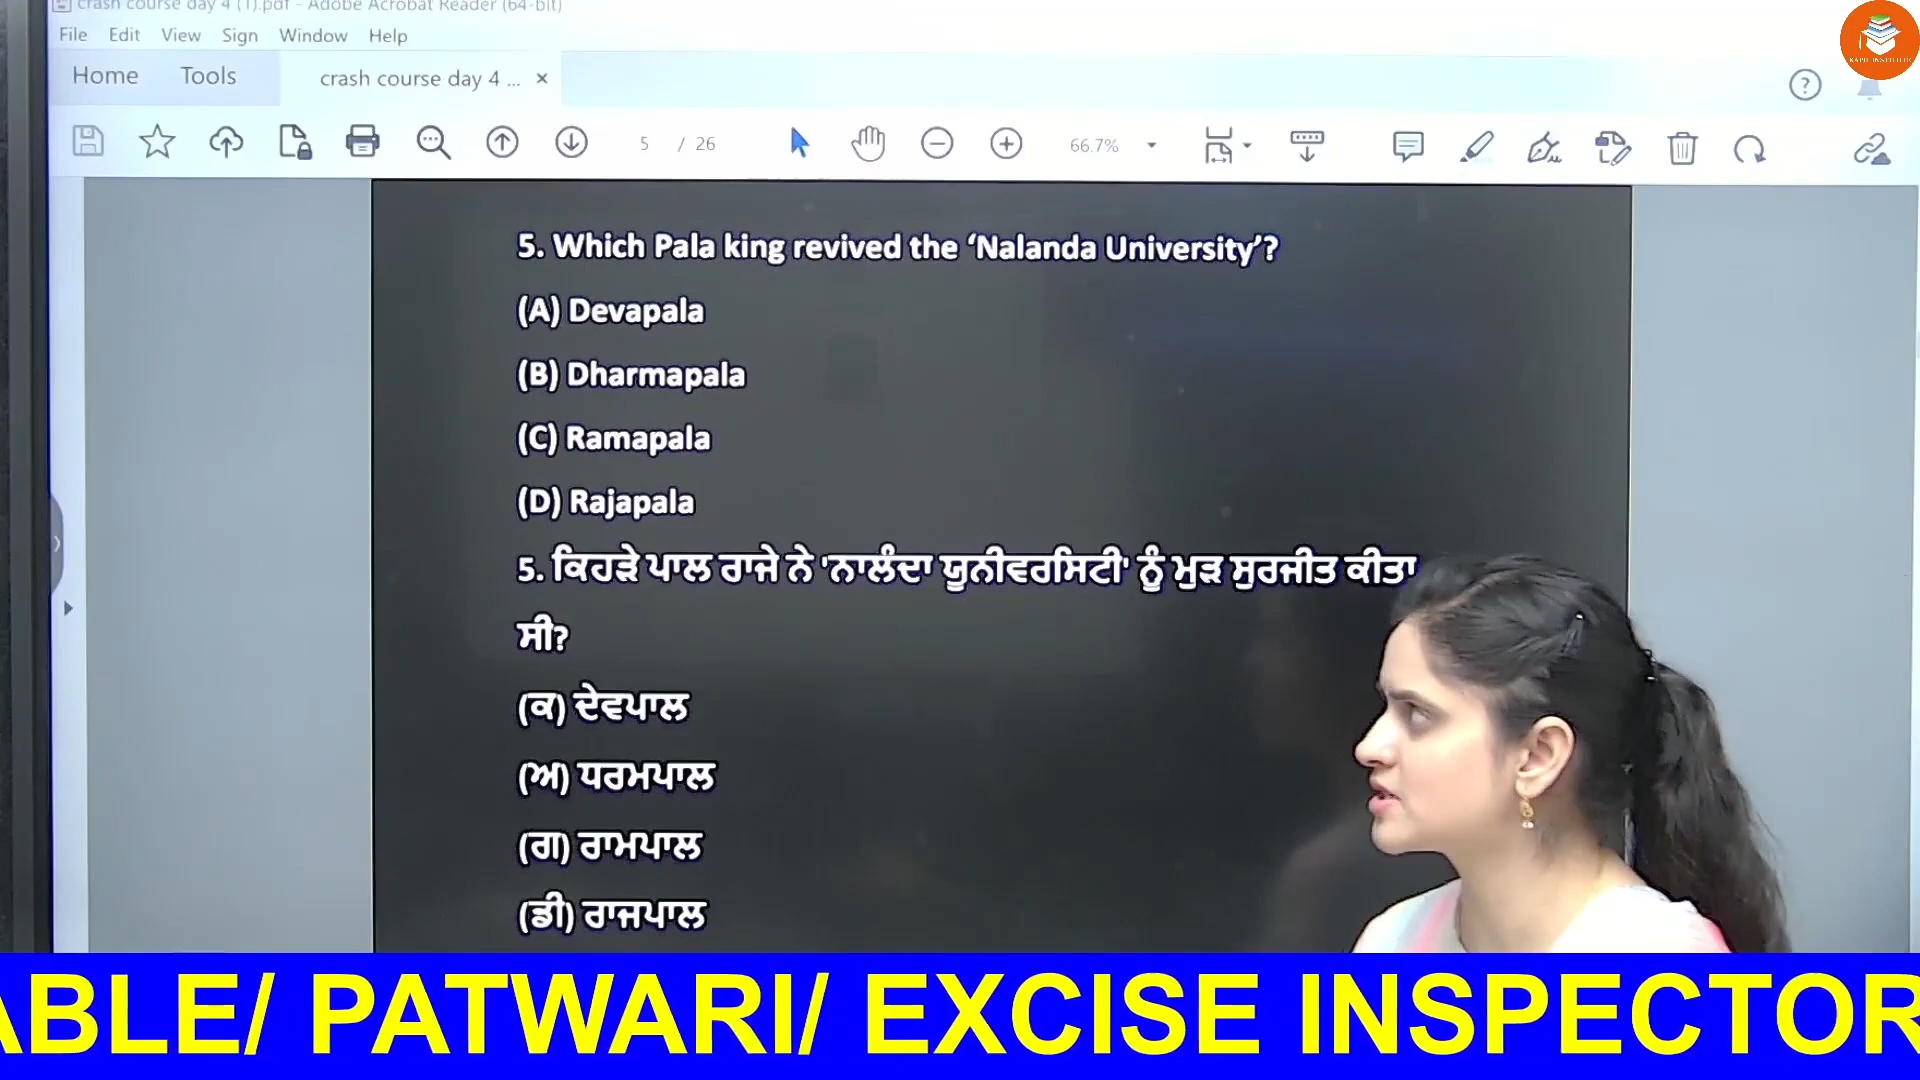 crash course day 4 (1).pdf - Adobe Acrobat Reader (64-bit)
File Edit View Sign Window Help
Home Tools crash course day 4 ...
5 / 26 66.7%
5. Which Pala king revived the ‘Nalanda University’?
(A) Devapala
(B) Dharmapala
(C) Ramapala
(D) Rajapala
5. ਕਿਹੜੇ ਪਾਲ ਰਾਜੇ ਨੇ 'ਨਾਲੰਦਾ ਯੂਨੀਵਰਸਿਟੀ' ਨੂੰ ਮੁੜ ਸੁਰਜੀਤ ਕੀਤਾ
ਸੀ?
(ਕ) ਦੇਵਪਾਲ
(ਅ) ਧਰਮਪਾਲ
(ਗ) ਰਾਮਪਾਲ
(ਡੀ) ਰਾਜਪਾਲ
ABLE/ PATWARI/ EXCISE INSPECTOR